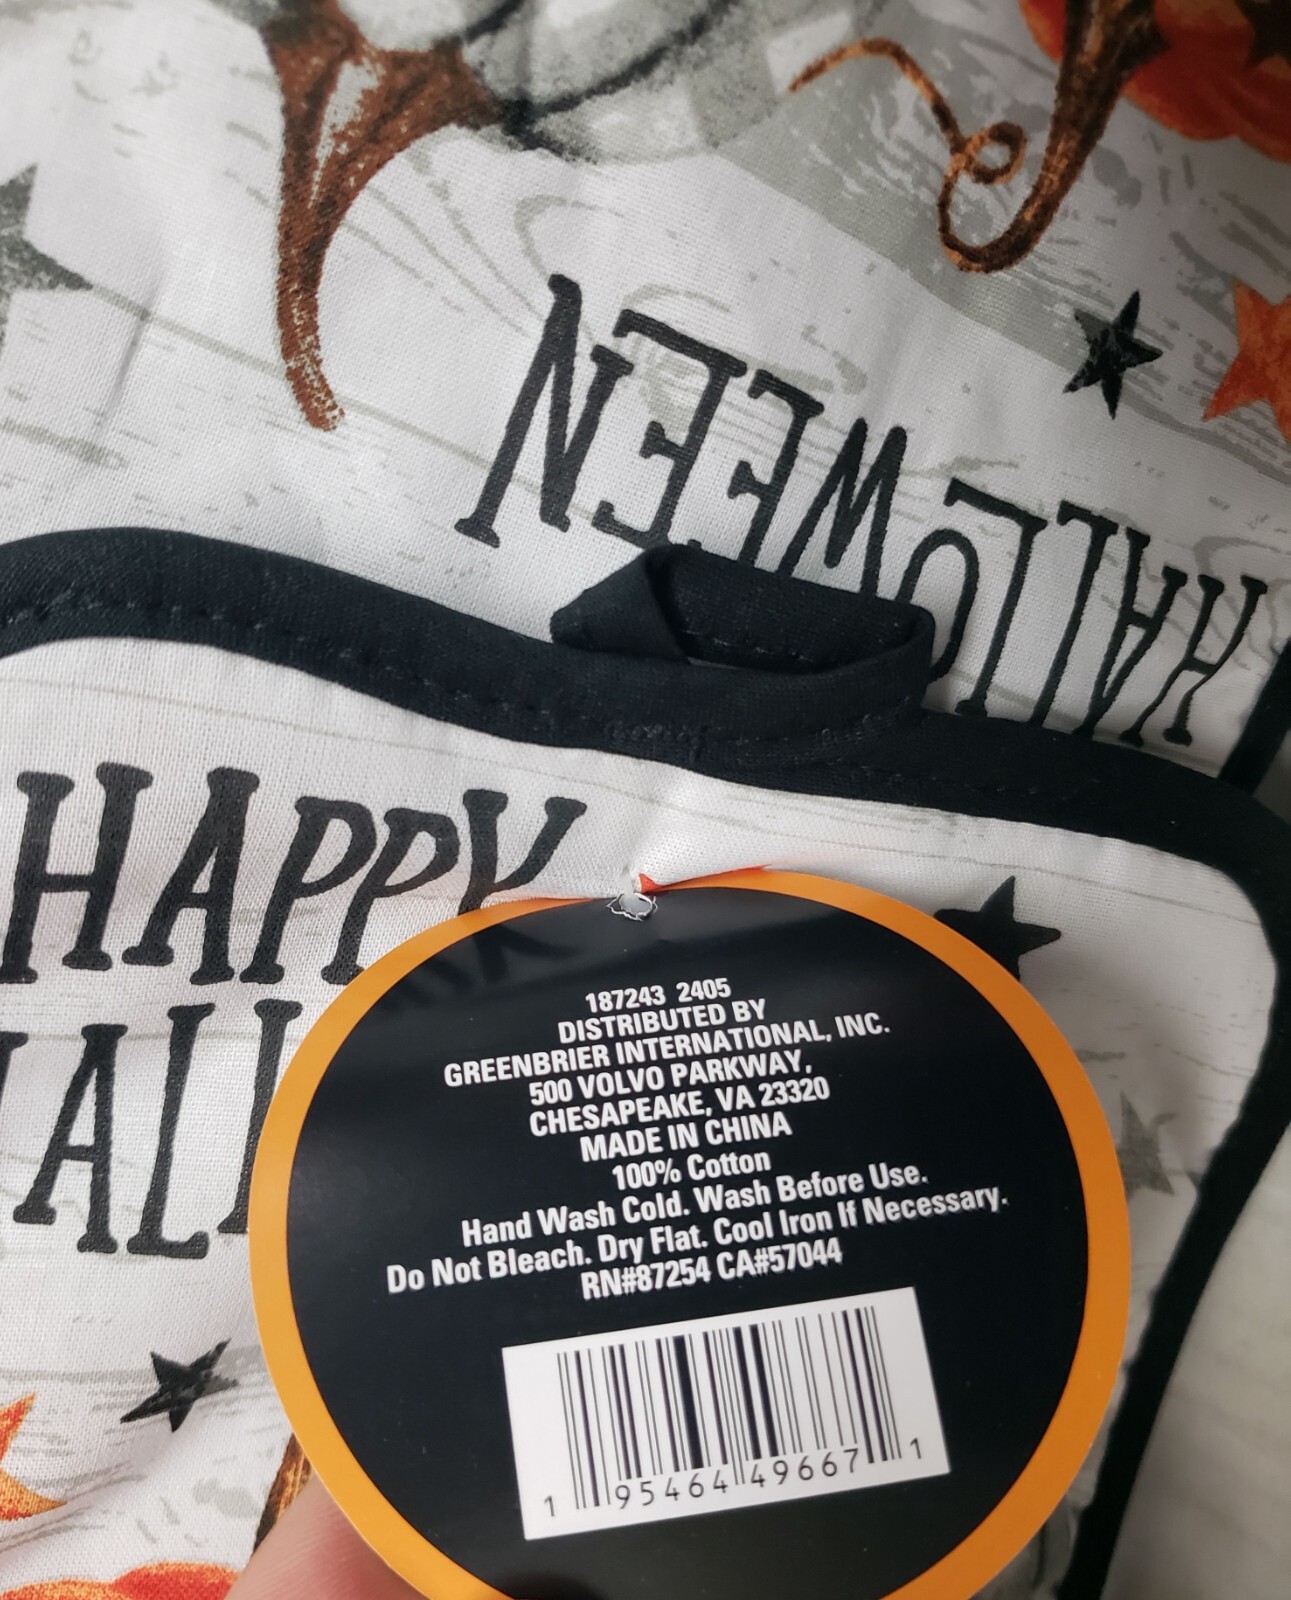 HALLOWEEN
HAPPY
HALL
187243 2405
DISTRIBUTED BY
GREENBRIER INTERNATIONAL, INC.
500 VOLVO PARKWAY,
CHESAPEAKE, VA 23320
MADE IN CHINA
100% Cotton
Hand Wash Cold. Wash Before Use.
Do Not Bleach. Dry Flat. Cool Iron If Necessary.
RN#87254 CA#57044
1 95464 49667 1